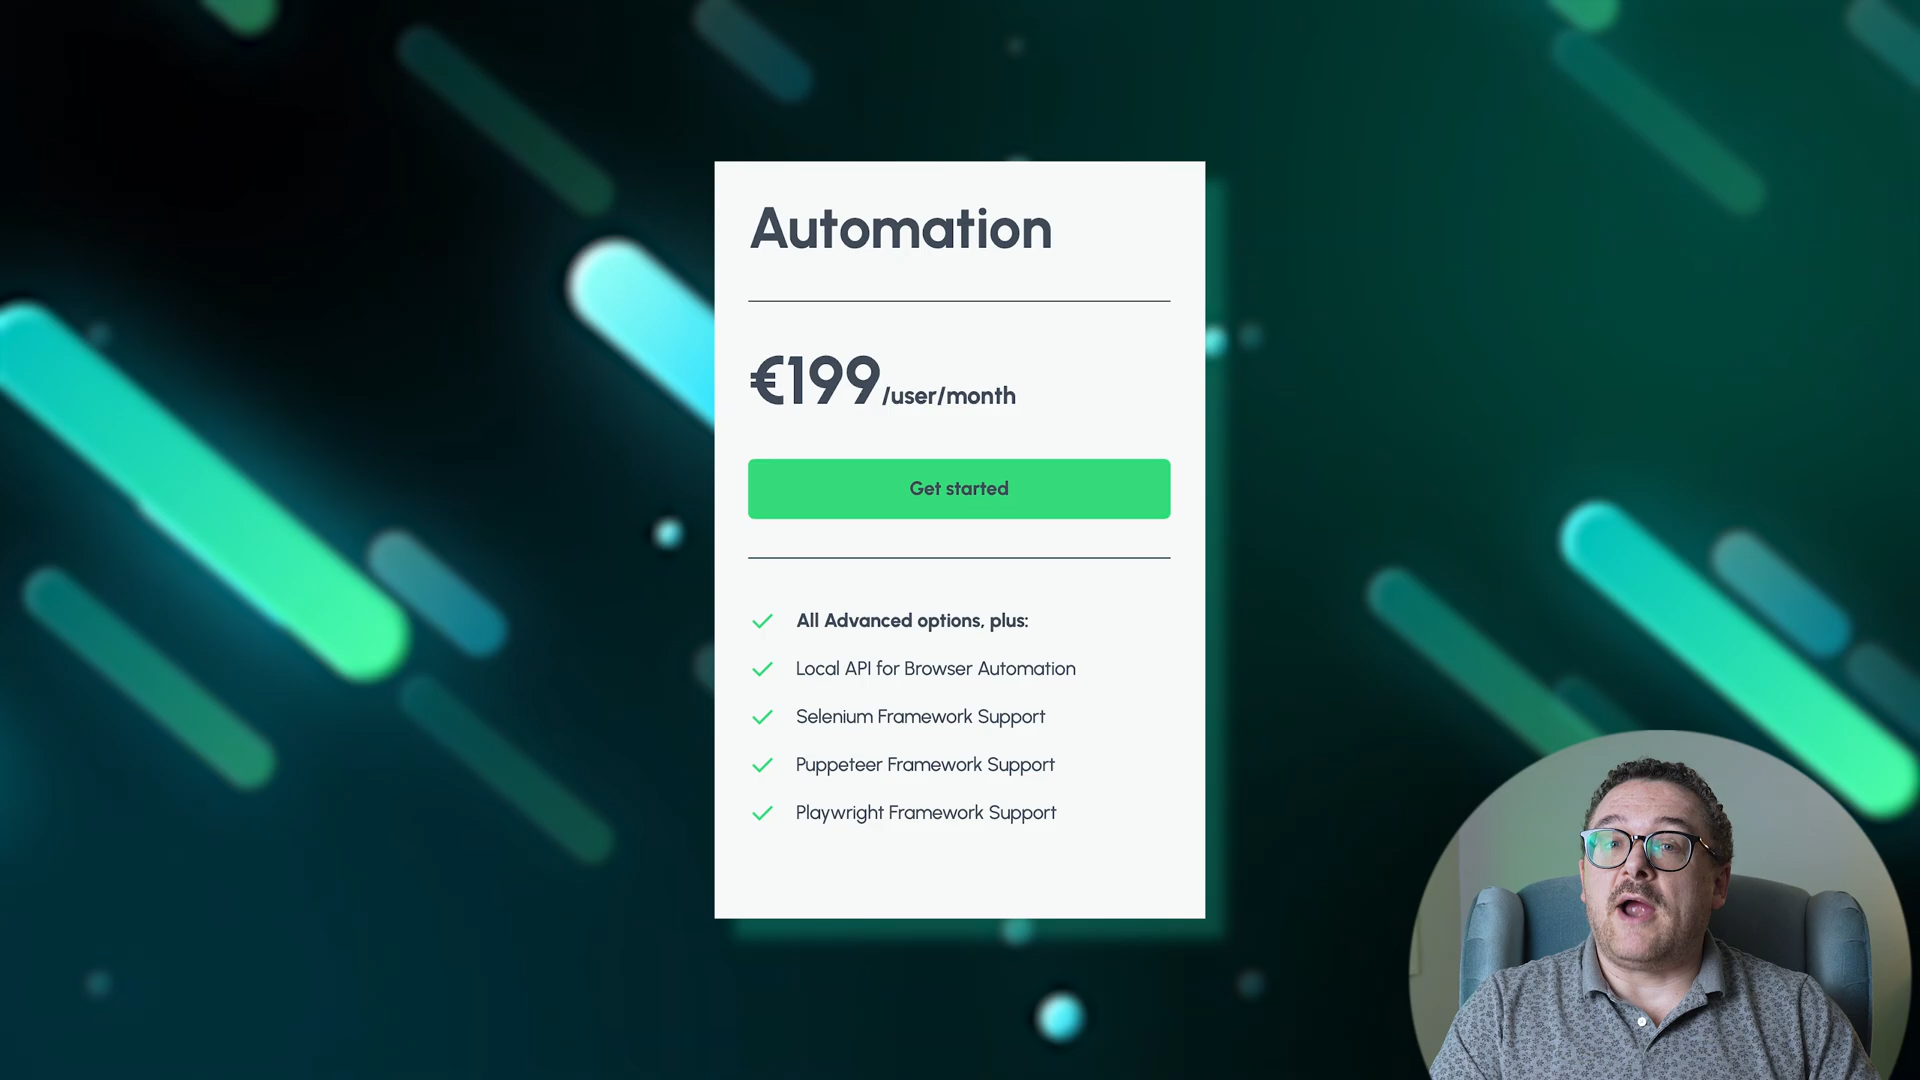 Automation
€199/user/month
Get started
All Advanced options, plus:
Local API for Browser Automation
Selenium Framework Support
Puppeteer Framework Support
Playwright Framework Support